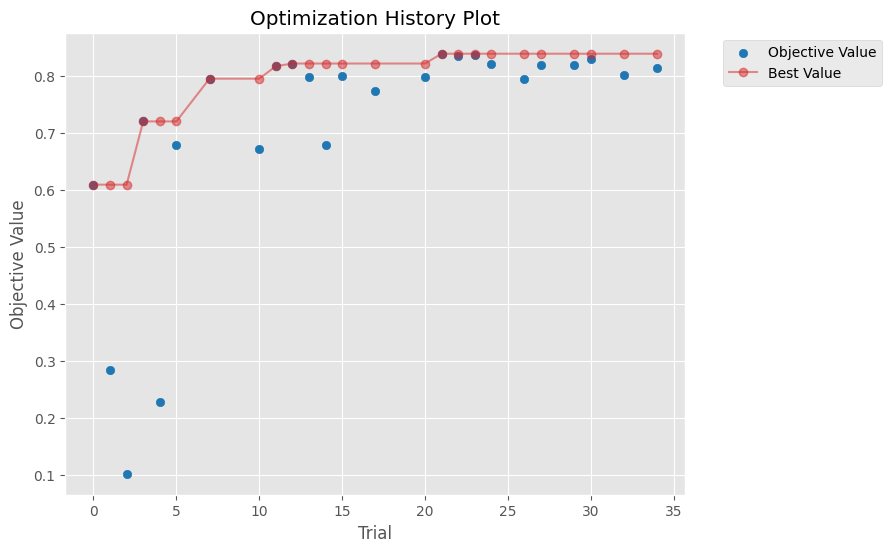 Optimization History Plot
Objective Value
Best Value
Objective Value
0.8
0.7
0.6
0.5
0.4
0.3
0.2
0.1
0 5 10 15 20 25 30 35
Trial